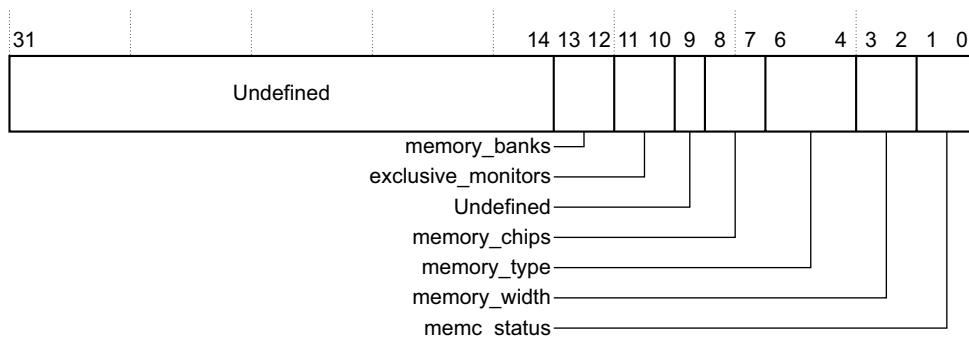 31 14 13 12 11 10 9 8 7 6 4 3 2 1 0
Undefined
memory_banks
exclusive_monitors
Undefined
memory_chips
memory_type
memory_width
memc_status